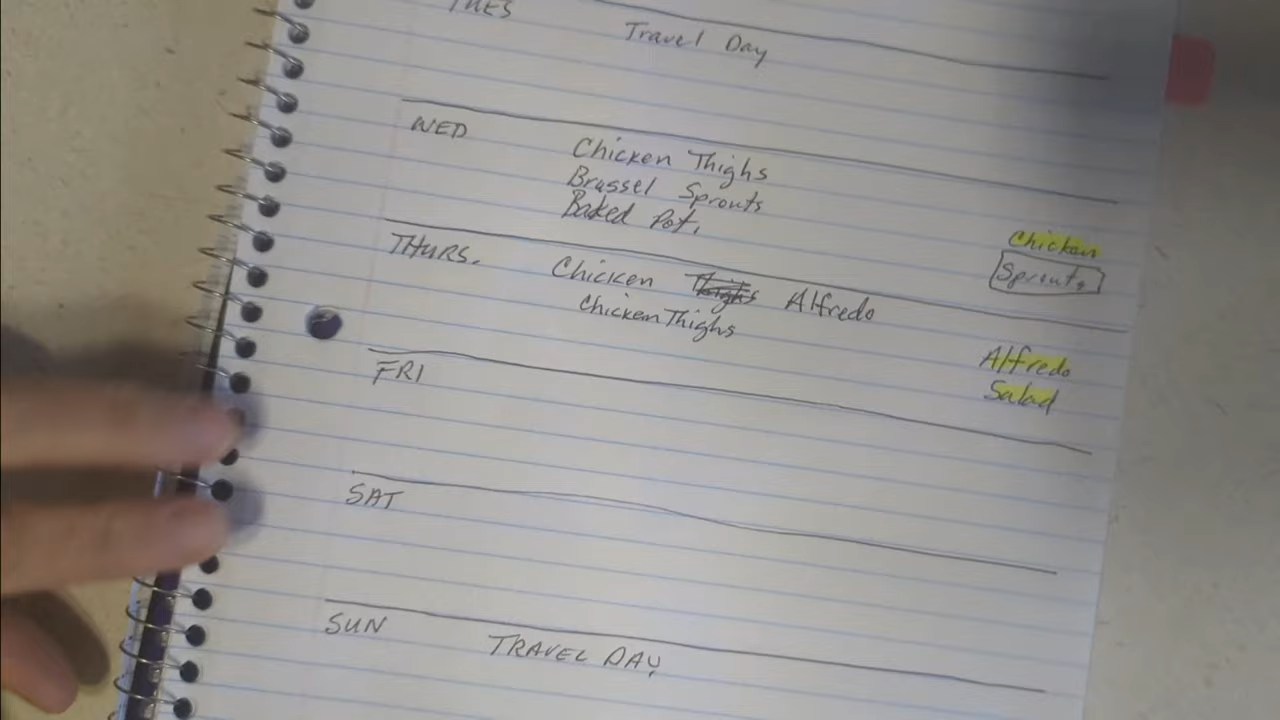 TUES
Travel Day
WED
Chicken Thighs
Brussel Sprouts
Baked Pot.
Chicken
Sprouts
THURS.
Chicken Thighs Alfredo
Chicken Thighs
Alfredo
Salad
FRI
SAT
SUN
TRAVEL DAY